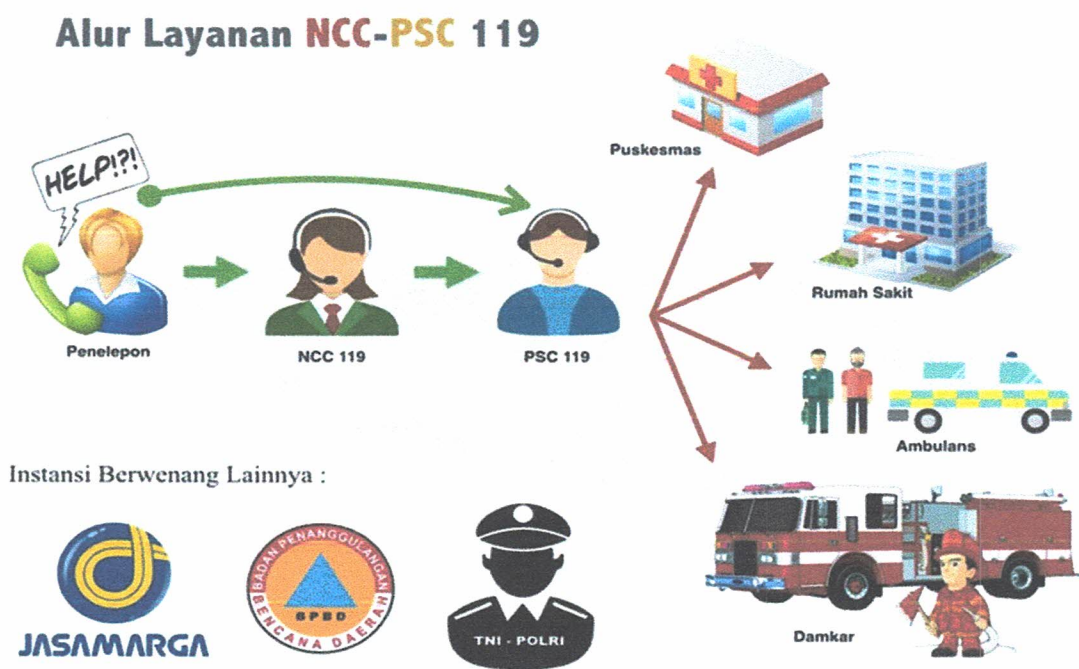 Alur Layanan NCC-PSC 119
HELP!?!
Puskesmas
Rumah Sakit
Penelepon
NCC 119
PSC 119
Ambulans
Instansi Berwenang Lainnya :
JASAMARGA
BADAN PENANGGULANGAN
BPBD
BENCANA DAERAH
TNI - POLRI
Damkar